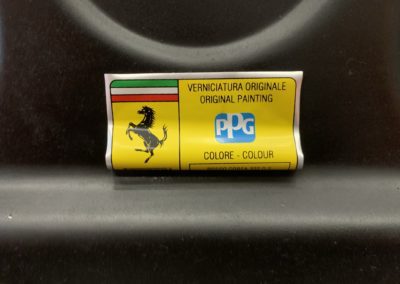 VERNICIATURA ORIGINALE
ORIGINAL PAINTING
PPG
COLORE - COLOUR